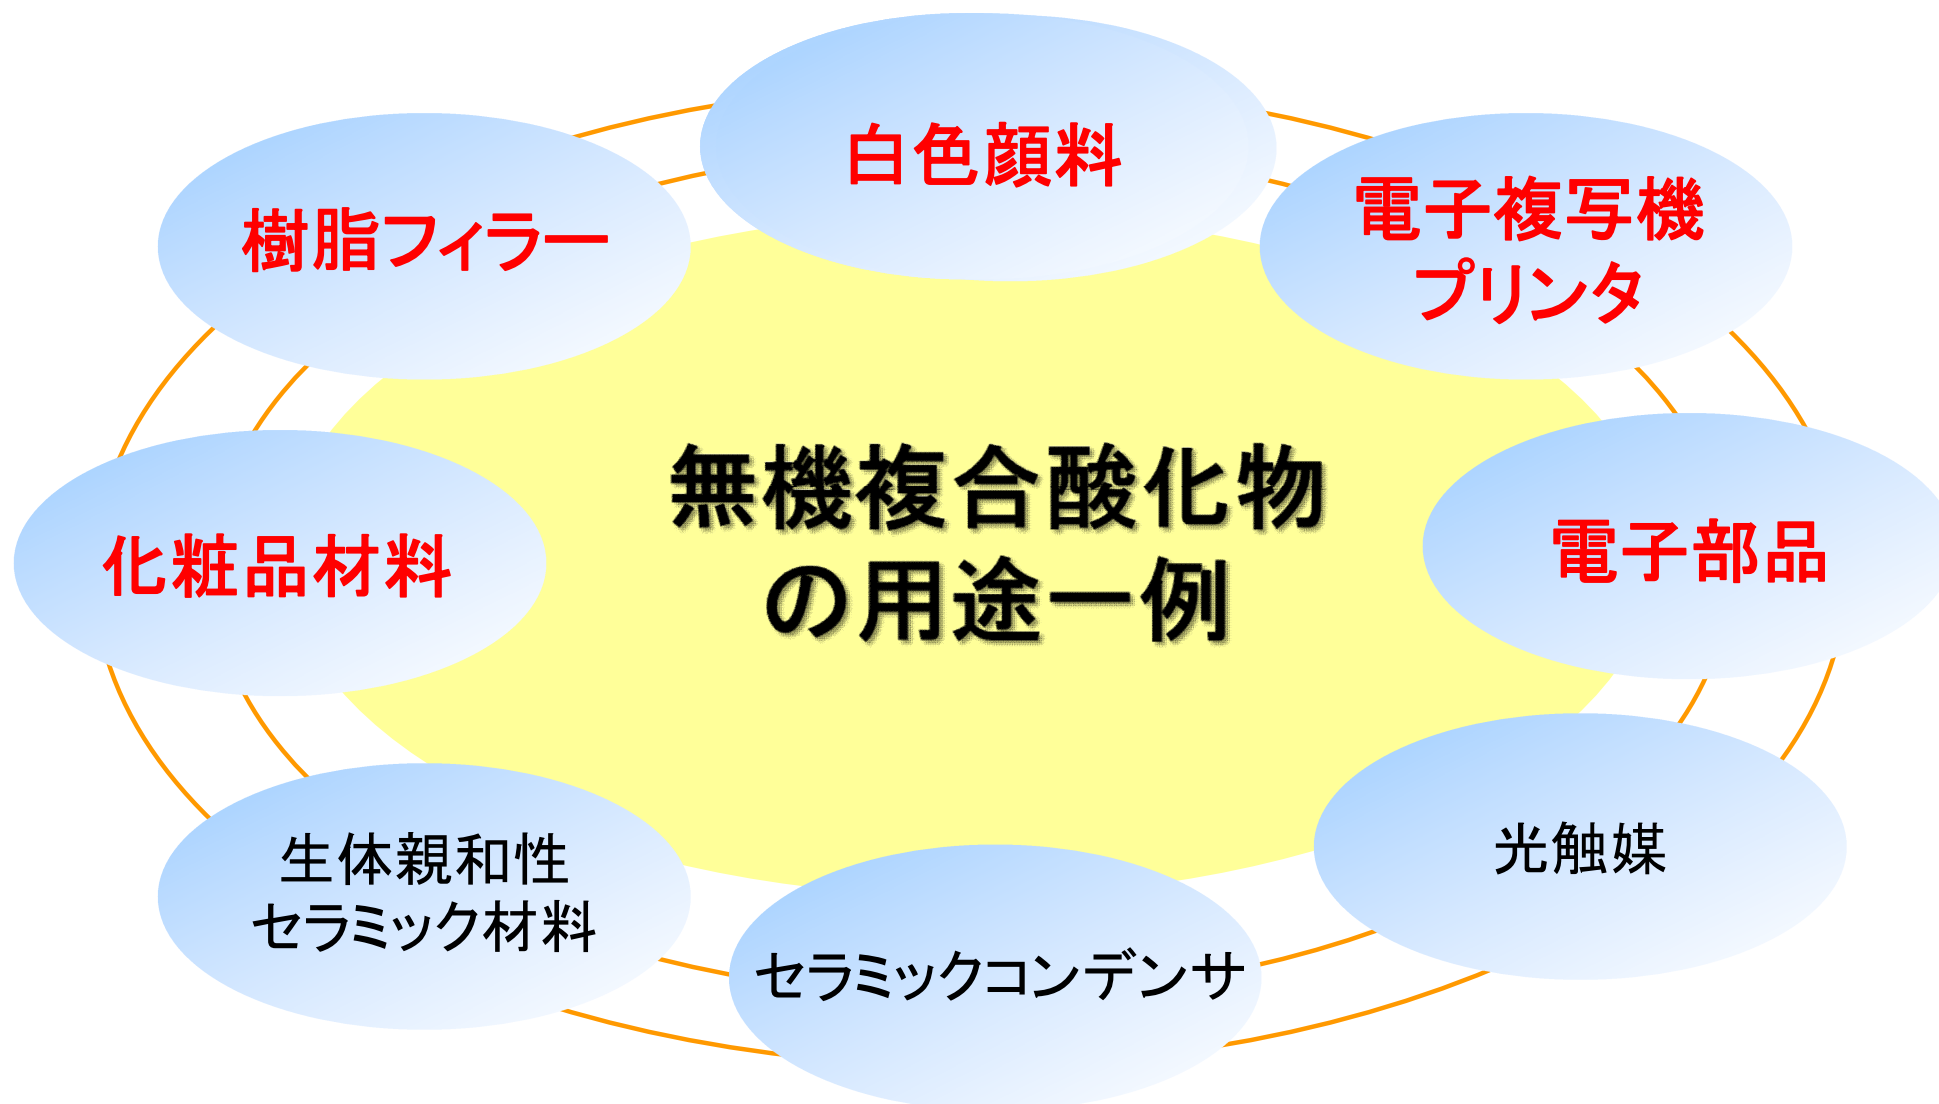 白色顔料
樹脂フィラー
電子複写機
プリンタ
無機複合酸化物
の用途一例
化粧品材料
電子部品
生体親和性
セラミック材料
光触媒
セラミックコンデンサ